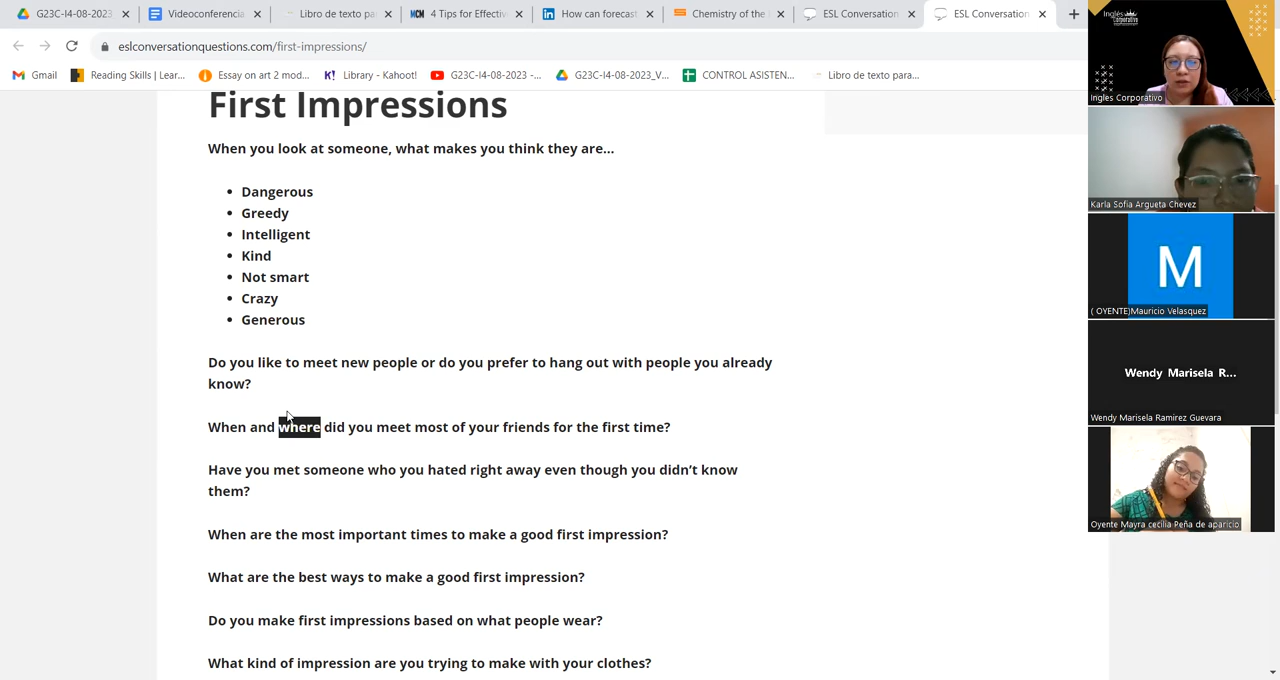 G23C-I4-08-2023
Videoconferencia
Libro de texto pa
4 Tips for Effectiv
How can forecast
Chemistry of the
ESL Conversation
ESL Conversation
eslconversationquestions.com/first-impressions/
Gmail
Reading Skills | Lear...
Essay on art 2 mod...
Library - Kahoot!
G23C-I4-08-2023 -...
G23C-I4-08-2023_V...
CONTROL ASISTEN...
Libro de texto para...
First Impressions
When you look at someone, what makes you think they are...
Dangerous
Greedy
Intelligent
Kind
Not smart
Crazy
Generous
Do you like to meet new people or do you prefer to hang out with people you already
know?
When and where did you meet most of your friends for the first time?
Have you met someone who you hated right away even though you didn’t know
them?
When are the most important times to make a good first impression?
What are the best ways to make a good first impression?
Do you make first impressions based on what people wear?
What kind of impression are you trying to make with your clothes?
Inglés
Corporativo
Ingles Corporativo
Karla Sofia Argueta Chevez
M
( OYENTE)Mauricio Velasquez
Wendy Marisela R...
Wendy Marisela Ramirez Guevara
Oyente Mayra cecilia Peña de aparicio